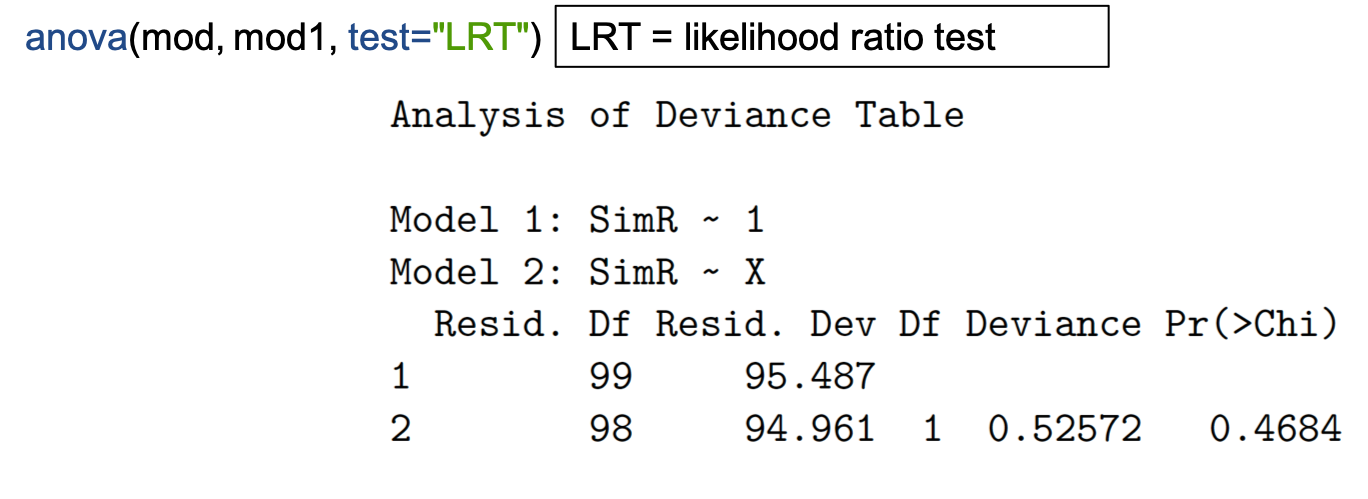 anova(mod, mod1, test="LRT") LRT = likelihood ratio test
Analysis of Deviance Table
Model 1: SimR ~ 1
Model 2: SimR ~ X
Resid. Df Resid. Dev Df Deviance Pr(>Chi)
1 99 95.487
2 98 94.961 1 0.52572 0.4684